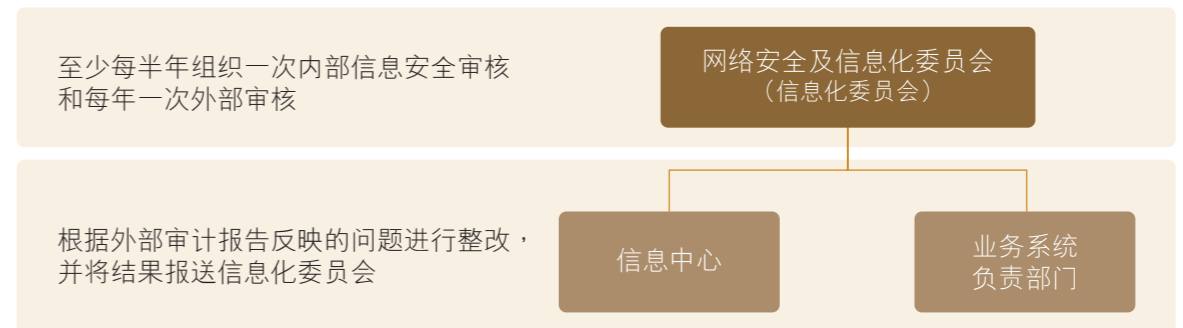 至少每半年组织一次内部信息安全审核
和每年一次外部审核
网络安全及信息化委员会
（信息化委员会）
根据外部审计报告反映的问题进行整改，
并将结果报送信息化委员会
信息中心
业务系统
负责部门